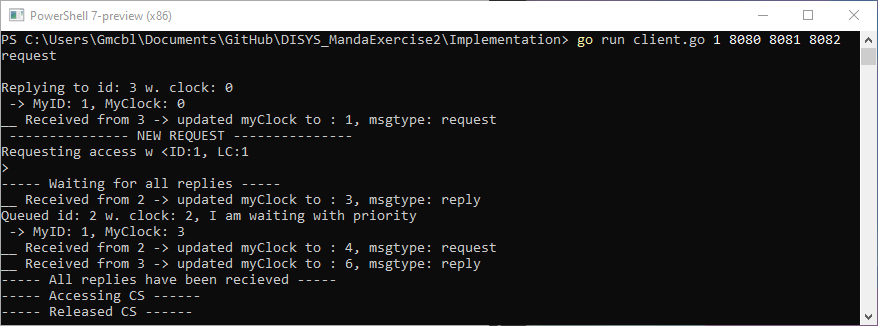 PowerShell 7-preview (x86)
PS C:\Users\Gmcbl\Documents\GitHub\DISYS_MandaExercise2\Implementation> go run client.go 1 8080 8081 8082
request
Replying to id: 3 w. clock: 0
-> MyID: 1, MyClock: 0
__ Received from 3 -> updated myClock to : 1, msgtype: request
--------------- NEW REQUEST ---------------
Requesting access w <ID:1, LC:1
>
----- Waiting for all replies -----
__ Received from 2 -> updated myClock to : 3, msgtype: reply
Queued id: 2 w. clock: 2, I am waiting with priority
-> MyID: 1, MyClock: 3
__ Received from 2 -> updated myClock to : 4, msgtype: request
__ Received from 3 -> updated myClock to : 6, msgtype: reply
----- All replies have been recieved -----
----- Accessing CS ------
----- Released CS ------